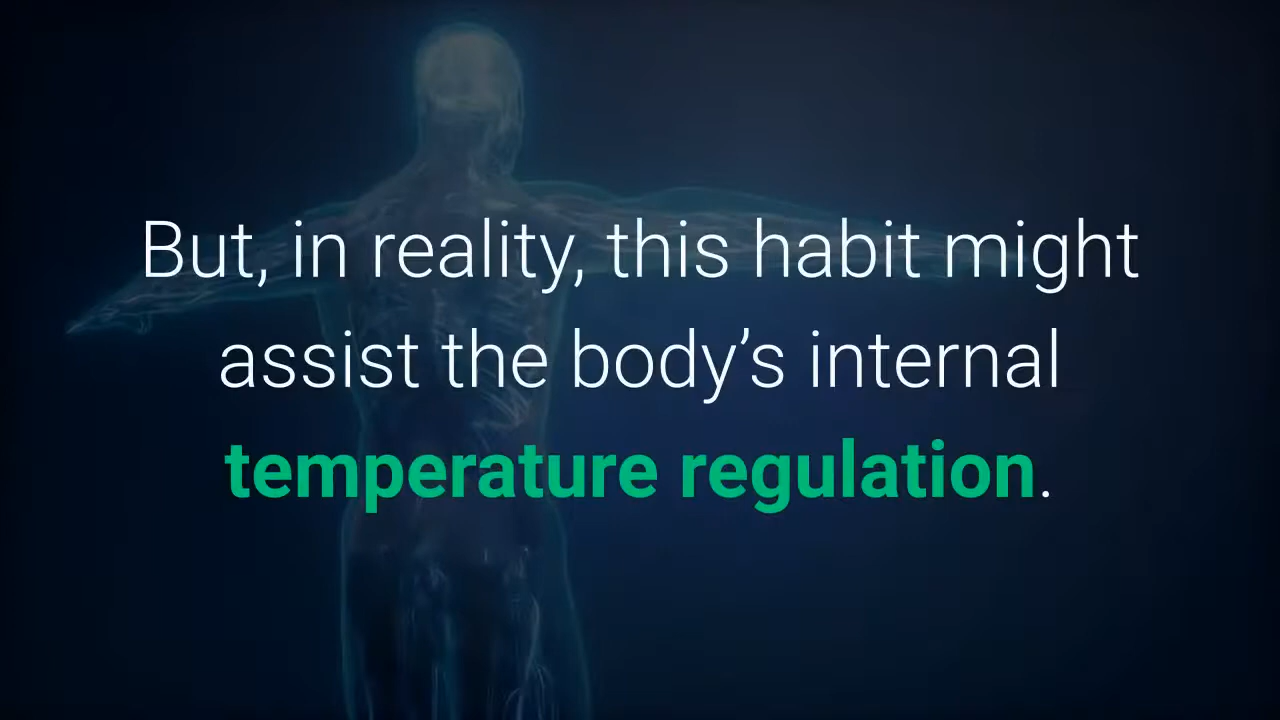 But, in reality, this habit might
assist the body’s internal
temperature regulation.